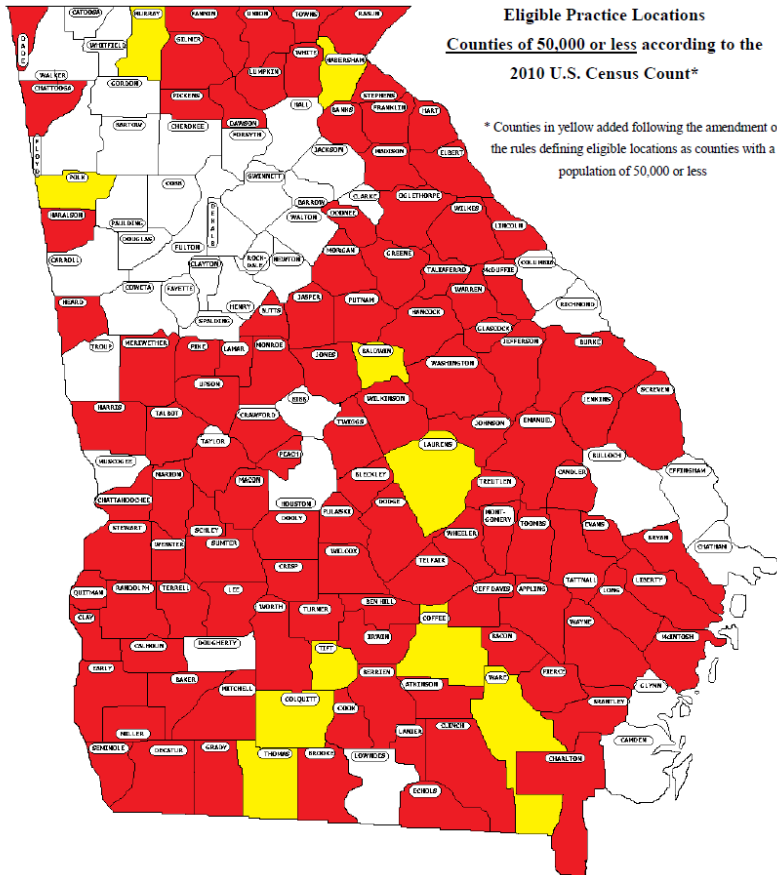 Eligible Practice Locations
Counties of 50,000 or less according to the
2010 U.S. Census Count*
* Counties in yellow added following the amendment o
the rules defining eligible locations as counties with a
population of 50,000 or less
DADE
CATOOSA
MURRAY
FANNIN
UNION
TOWNS
RABUN
WHITFIELD
GILMER
WHITE
HABERSHAM
WALKER
LUMPKIN
CHATTOOGA
GORDON
STEPHENS
PICKENS
DAWSON
HALL
BANKS
FRANKLIN
HART
FLOYD
BARTOW
CHEROKEE
FORSYTH
JACKSON
MADISON
ELBERT
POLK
COBB
GWINNETT
BARROW
CLARKE
OGLETHORPE
HARALSON
PAULDING
DEKALB
WALTON
OCONEE
WILKES
LINCOLN
DOUGLAS
FULTON
CARROLL
CLAYTON
ROCK-
DALE
NEWTON
MORGAN
GREENE
TALIAFERRO
McDUFFIE
COLUMBIA
COWETA
FAYETTE
HENRY
WARREN
RICHMOND
HEARD
SPALDING
BUTTS
JASPER
PUTNAM
HANCOCK
GLASCOCK
TROUP
MERIWETHER
PIKE
LAMAR
MONROE
JONES
BALDWIN
WASHINGTON
JEFFERSON
BURKE
UPSON
HARRIS
TALBOT
CRAWFORD
BIBB
WILKINSON
JENKINS
SCREVEN
TWIGGS
JOHNSON
EMANUEL
TAYLOR
MUSCOGEE
PEACH
LAURENS
BULLOCH
EFFINGHAM
MARION
MACON
BLECKLEY
TREUTLEN
CANDLER
CHATTAHOOCHEE
HOUSTON
DODGE
STEWART
SCHLEY
DOOLY
PULASKI
MONT-
GOMERY
TOOMBS
EVANS
BRYAN
CHATHAM
WEBSTER
SUMTER
WILCOX
WHEELER
TELFAIR
CRISP
QUITMAN
RANDOLPH
TERRELL
LEE
JEFF DAVIS
APPLING
TATTNALL
LIBERTY
LONG
CLAY
WORTH
TURNER
BEN HILL
COFFEE
WAYNE
CALHOUN
DOUGHERTY
IRWIN
BACON
McINTOSH
EARLY
TIFT
BERRIEN
PIERCE
BAKER
MITCHELL
ATKINSON
WARE
GLYNN
COLQUITT
COOK
BRANTLEY
MILLER
LANIER
CLINCH
CAMDEN
SEMINOLE
DECATUR
GRADY
THOMAS
BROOKS
LOWNDES
CHARLTON
ECHOLS